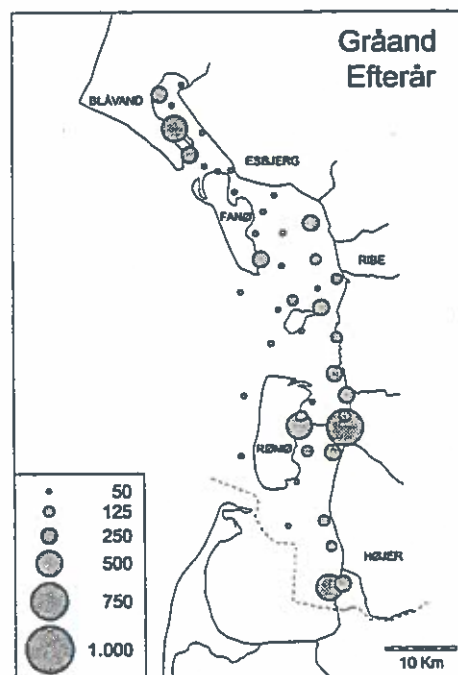 Gråand
Efterår
BLÅVAND
ESBJERG
FANØ
RIBE
RØMØ
HØJER
50
125
250
500
750
1.000
10 Km